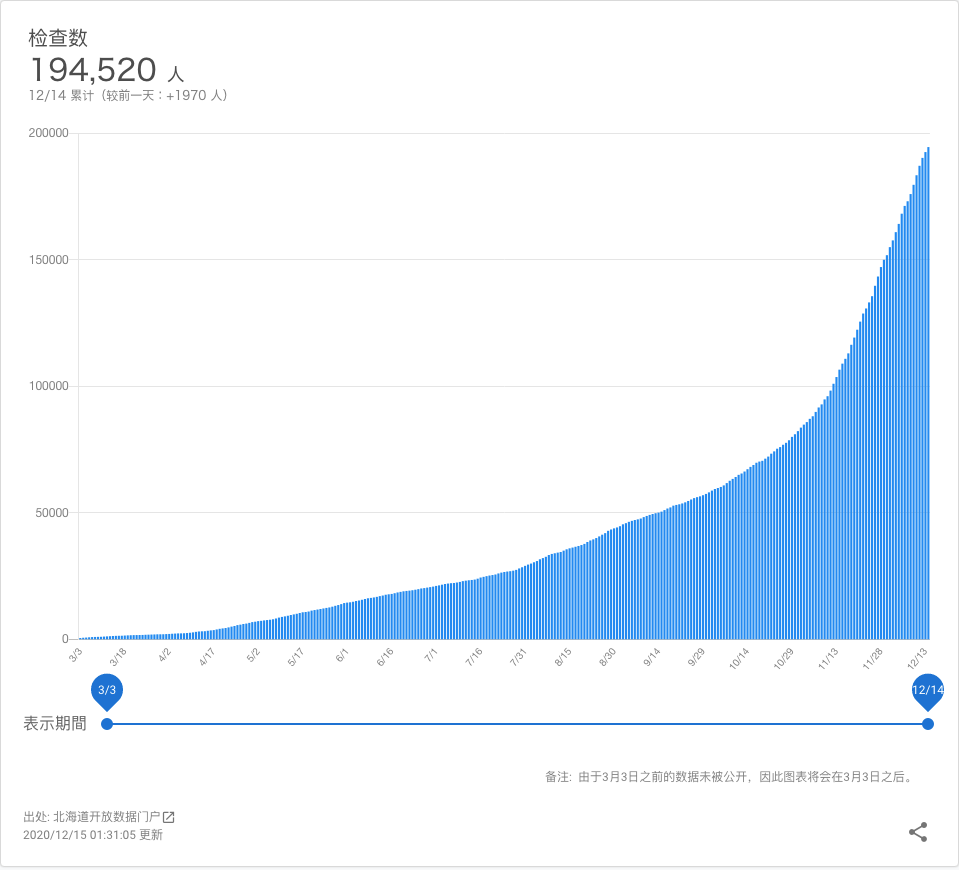 检查数
194,520 人
12/14 累计（较前一天：+1970 人）
200000
150000
100000
50000
0
3/3 3/18 4/2 4/17 5/2 5/17 6/1 6/16 7/1 7/16 7/31 8/15 8/30 9/14 9/29 10/14 10/29 11/13 11/28 12/13
3/3 12/14
表示期間
备注: 由于3月3日之前的数据未被公开，因此图表将会在3月3日之后。
出处: 北海道开放数据门户
2020/12/15 01:31:05 更新